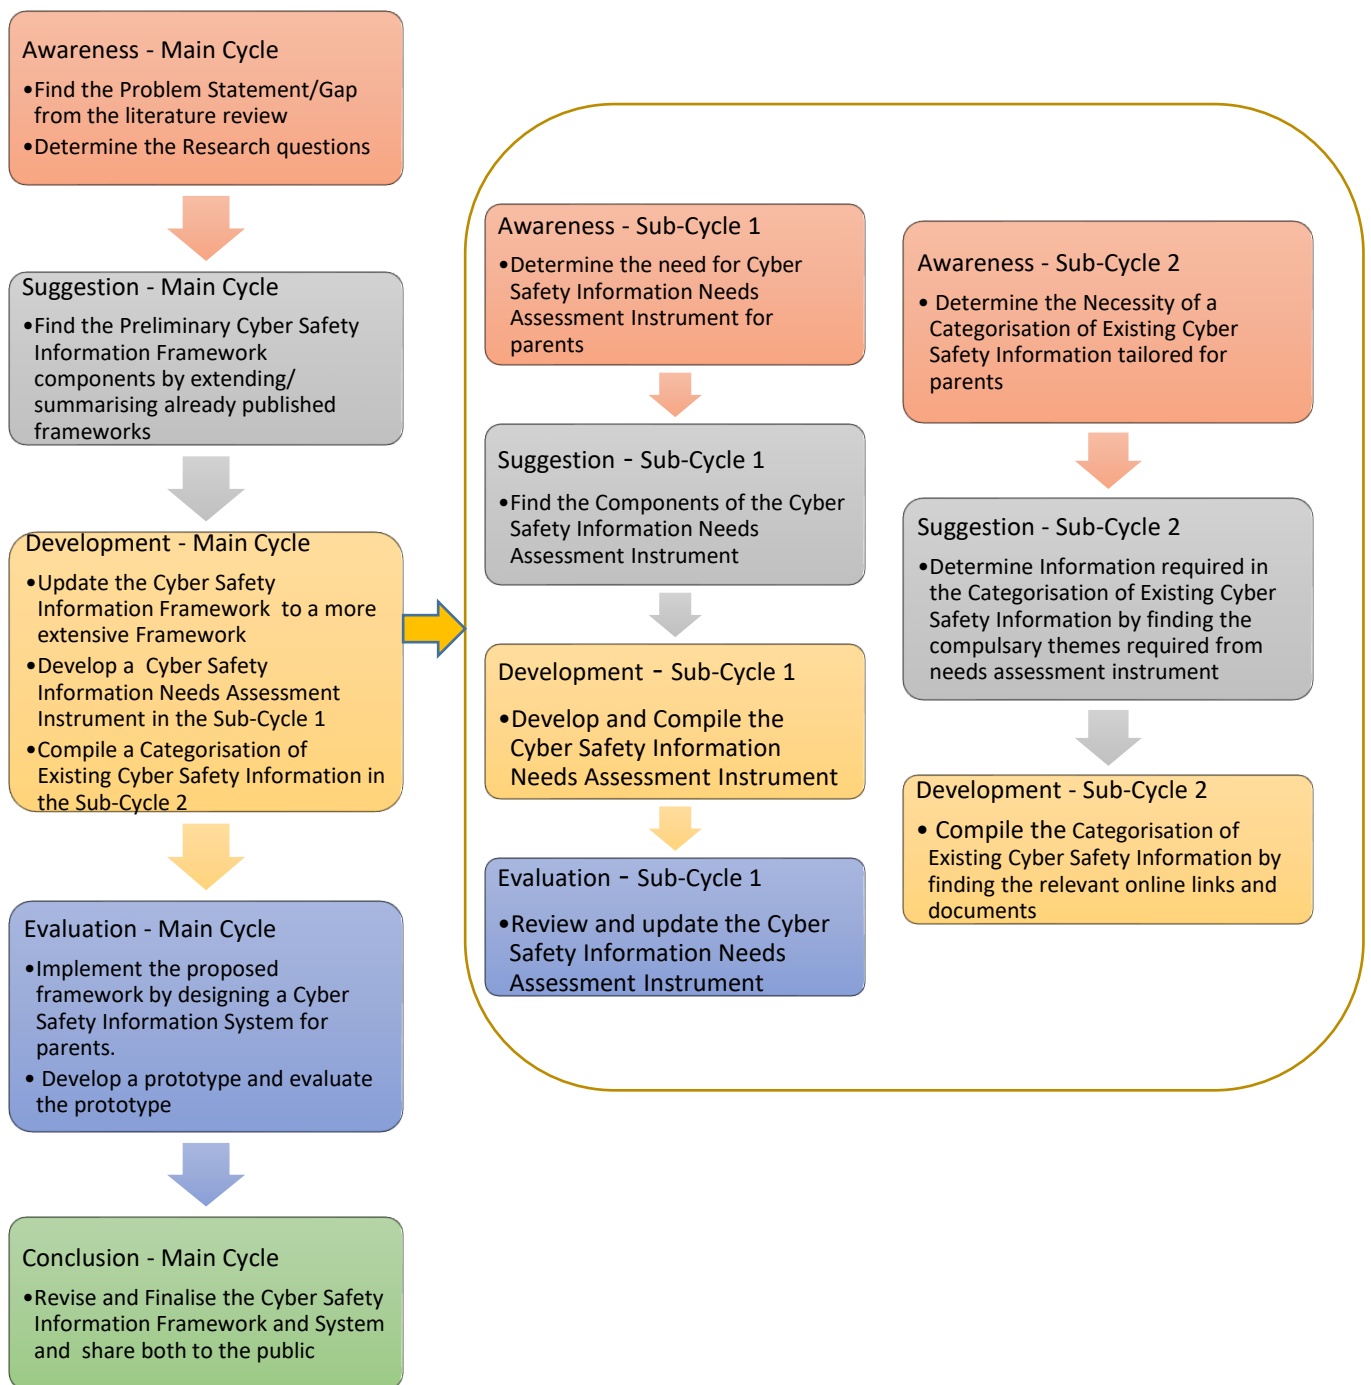 Awareness - Main Cycle
•Find the Problem Statement/Gap
from the literature review
•Determine the Research questions
Suggestion - Main Cycle
•Find the Preliminary Cyber Safety
Information Framework
components by extending/
summarising already published
frameworks
Development - Main Cycle
•Update the Cyber Safety
Information Framework to a more
extensive Framework
•Develop a Cyber Safety
Information Needs Assessment
Instrument in the Sub-Cycle 1
•Compile a Categorisation of
Existing Cyber Safety Information in
the Sub-Cycle 2
Evaluation - Main Cycle
•Implement the proposed
framework by designing a Cyber
Safety Information System for
parents.
• Develop a prototype and evaluate
the prototype
Conclusion - Main Cycle
•Revise and Finalise the Cyber Safety
Information Framework and System
and share both to the public
Awareness - Sub-Cycle 1
•Determine the need for Cyber
Safety Information Needs
Assessment Instrument for
parents
Suggestion - Sub-Cycle 1
•Find the Components of the Cyber
Safety Information Needs
Assessment Instrument
Development - Sub-Cycle 1
•Develop and Compile the
Cyber Safety Information
Needs Assessment Instrument
Evaluation - Sub-Cycle 1
•Review and update the Cyber
Safety Information Needs
Assessment Instrument
Awareness - Sub-Cycle 2
• Determine the Necessity of a
Categorisation of Existing Cyber
Safety Information tailored for
parents
Suggestion - Sub-Cycle 2
•Determine Information required in
the Categorisation of Existing Cyber
Safety Information by finding the
compulsary themes required from
needs assessment instrument
Development - Sub-Cycle 2
• Compile the Categorisation of
Existing Cyber Safety Information by
finding the relevant online links and
documents